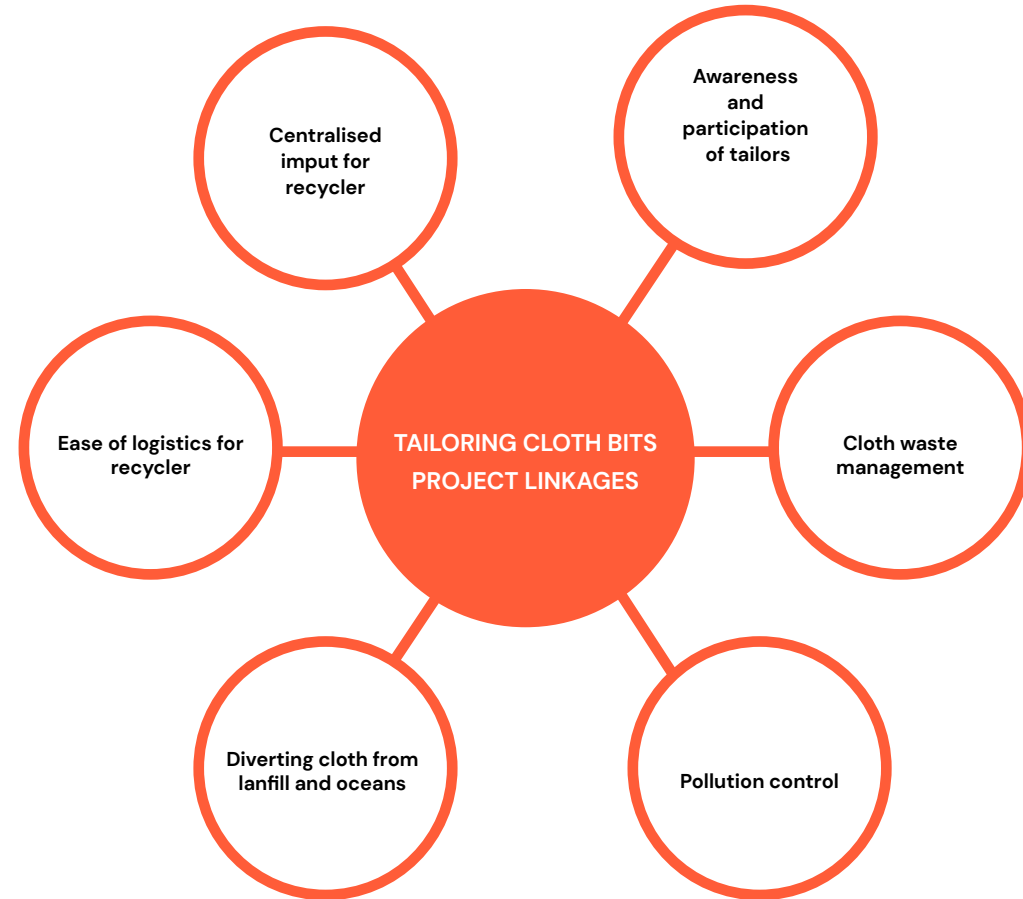 Awareness
and
participation
of tailors
Centralised
imput for
recycler
Ease of logistics for
recycler
TAILORING CLOTH BITS
PROJECT LINKAGES
Cloth waste
management
Diverting cloth from
lanfill and oceans
Pollution control